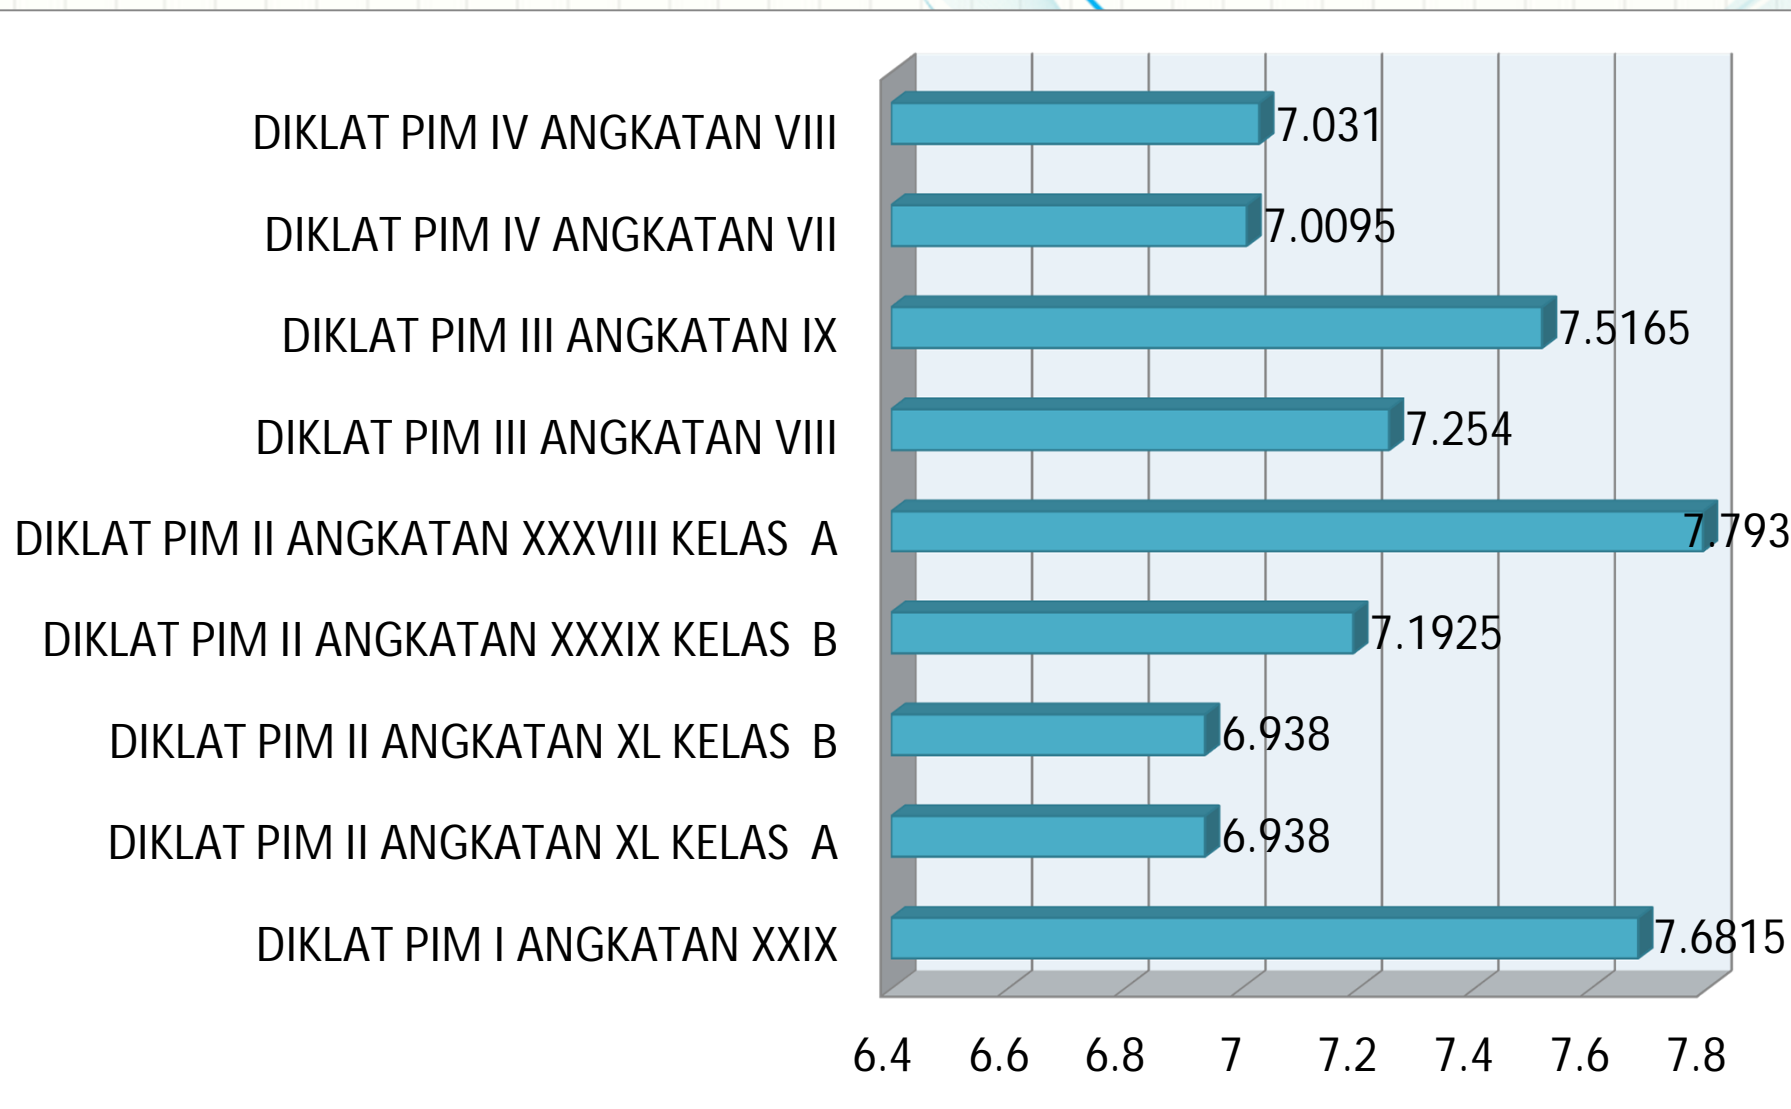 DIKLAT PIM IV ANGKATAN VIII 7.031
DIKLAT PIM IV ANGKATAN VII 7.0095
DIKLAT PIM III ANGKATAN IX 7.5165
DIKLAT PIM III ANGKATAN VIII 7.254
DIKLAT PIM II ANGKATAN XXXVIII KELAS A 7.793
DIKLAT PIM II ANGKATAN XXXIX KELAS B 7.1925
DIKLAT PIM II ANGKATAN XL KELAS B 6.938
DIKLAT PIM II ANGKATAN XL KELAS A 6.938
DIKLAT PIM I ANGKATAN XXIX 7.6815
6.4 6.6 6.8 7 7.2 7.4 7.6 7.8